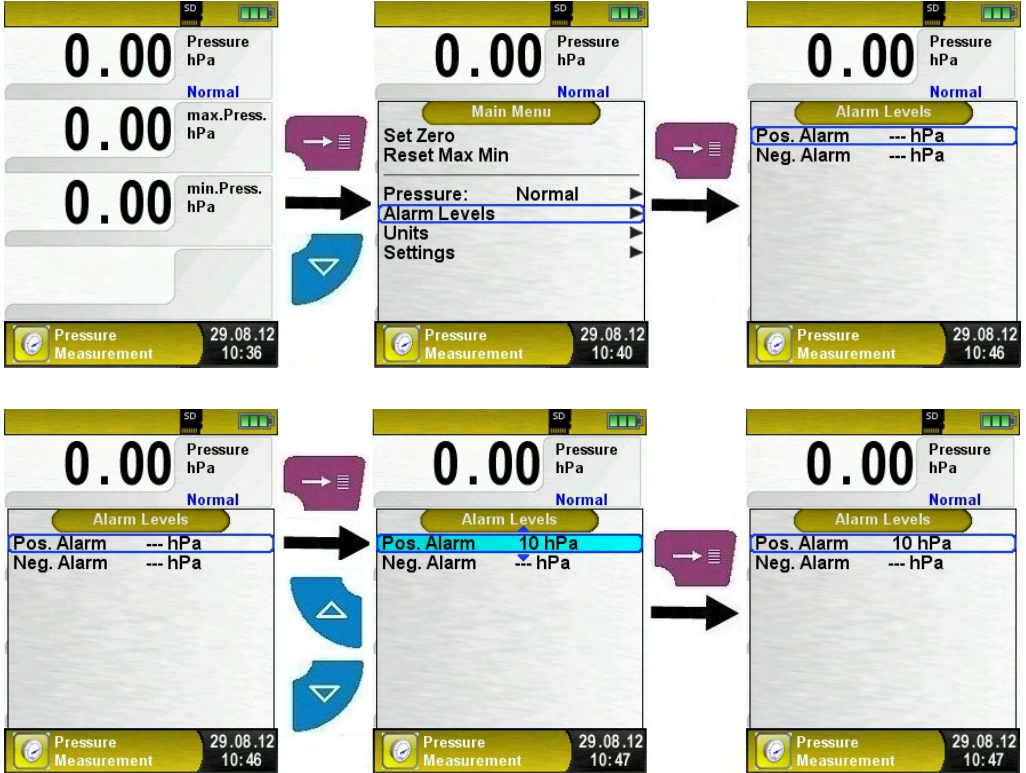 SD
0.00 Pressure
hPa
Normal
0.00 max.Press.
hPa
0.00 min.Press.
hPa
Pressure
Measurement
29.08.12
10:36
SD
0.00 Pressure
hPa
Normal
Main Menu
Set Zero
Reset Max Min
Pressure: Normal
Alarm Levels
Units
Settings
Pressure
Measurement
29.08.12
10:40
SD
0.00 Pressure
hPa
Normal
Alarm Levels
Pos. Alarm --- hPa
Neg. Alarm --- hPa
Pressure
Measurement
29.08.12
10:46
SD
0.00 Pressure
hPa
Normal
Alarm Levels
Pos. Alarm --- hPa
Neg. Alarm --- hPa
Pressure
Measurement
29.08.12
10:46
SD
0.00 Pressure
hPa
Normal
Alarm Levels
Pos. Alarm 10 hPa
Neg. Alarm --- hPa
Pressure
Measurement
29.08.12
10:47
SD
0.00 Pressure
hPa
Normal
Alarm Levels
Pos. Alarm 10 hPa
Neg. Alarm --- hPa
Pressure
Measurement
29.08.12
10:47